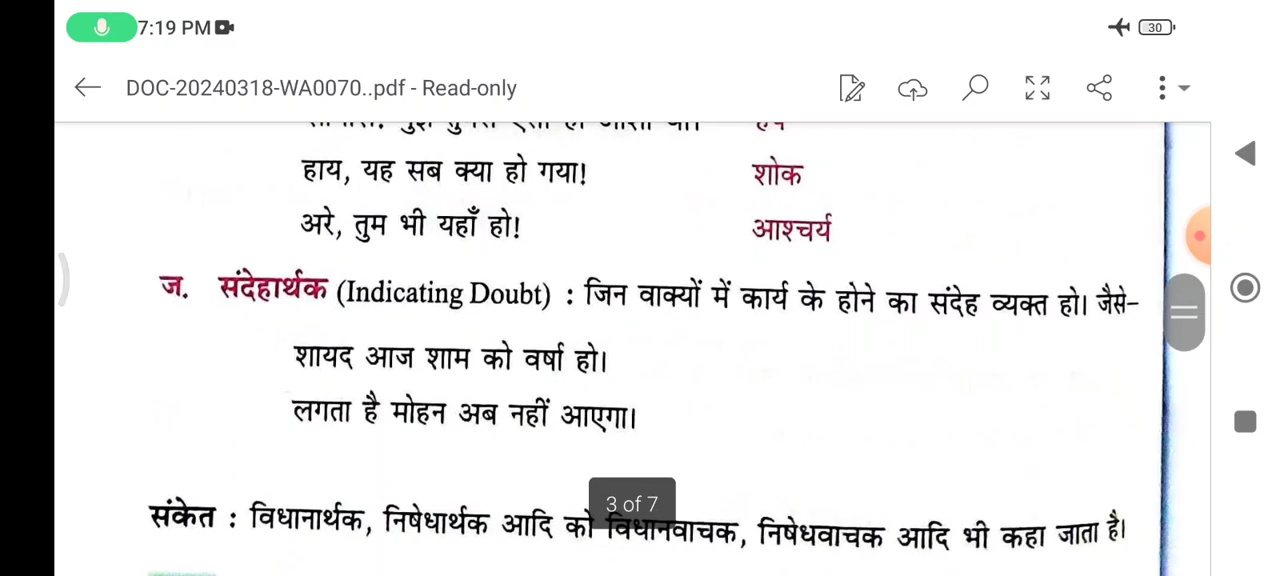 7:19 PM
30
DOC-20240318-WA0070..pdf - Read-only
हाय, यह सब क्या हो गया! शोक
अरे, तुम भी यहाँ हो! आश्चर्य
ज. संदेहार्थक (Indicating Doubt) : जिन वाक्यों में कार्य के होने का संदेह व्यक्त हो। जैसे-
शायद आज शाम को वर्षा हो।
लगता है मोहन अब नहीं आएगा।
3 of 7
संकेत : विधानार्थक, निषेधार्थक आदि को विधानवाचक, निषेधवाचक आदि भी कहा जाता है।